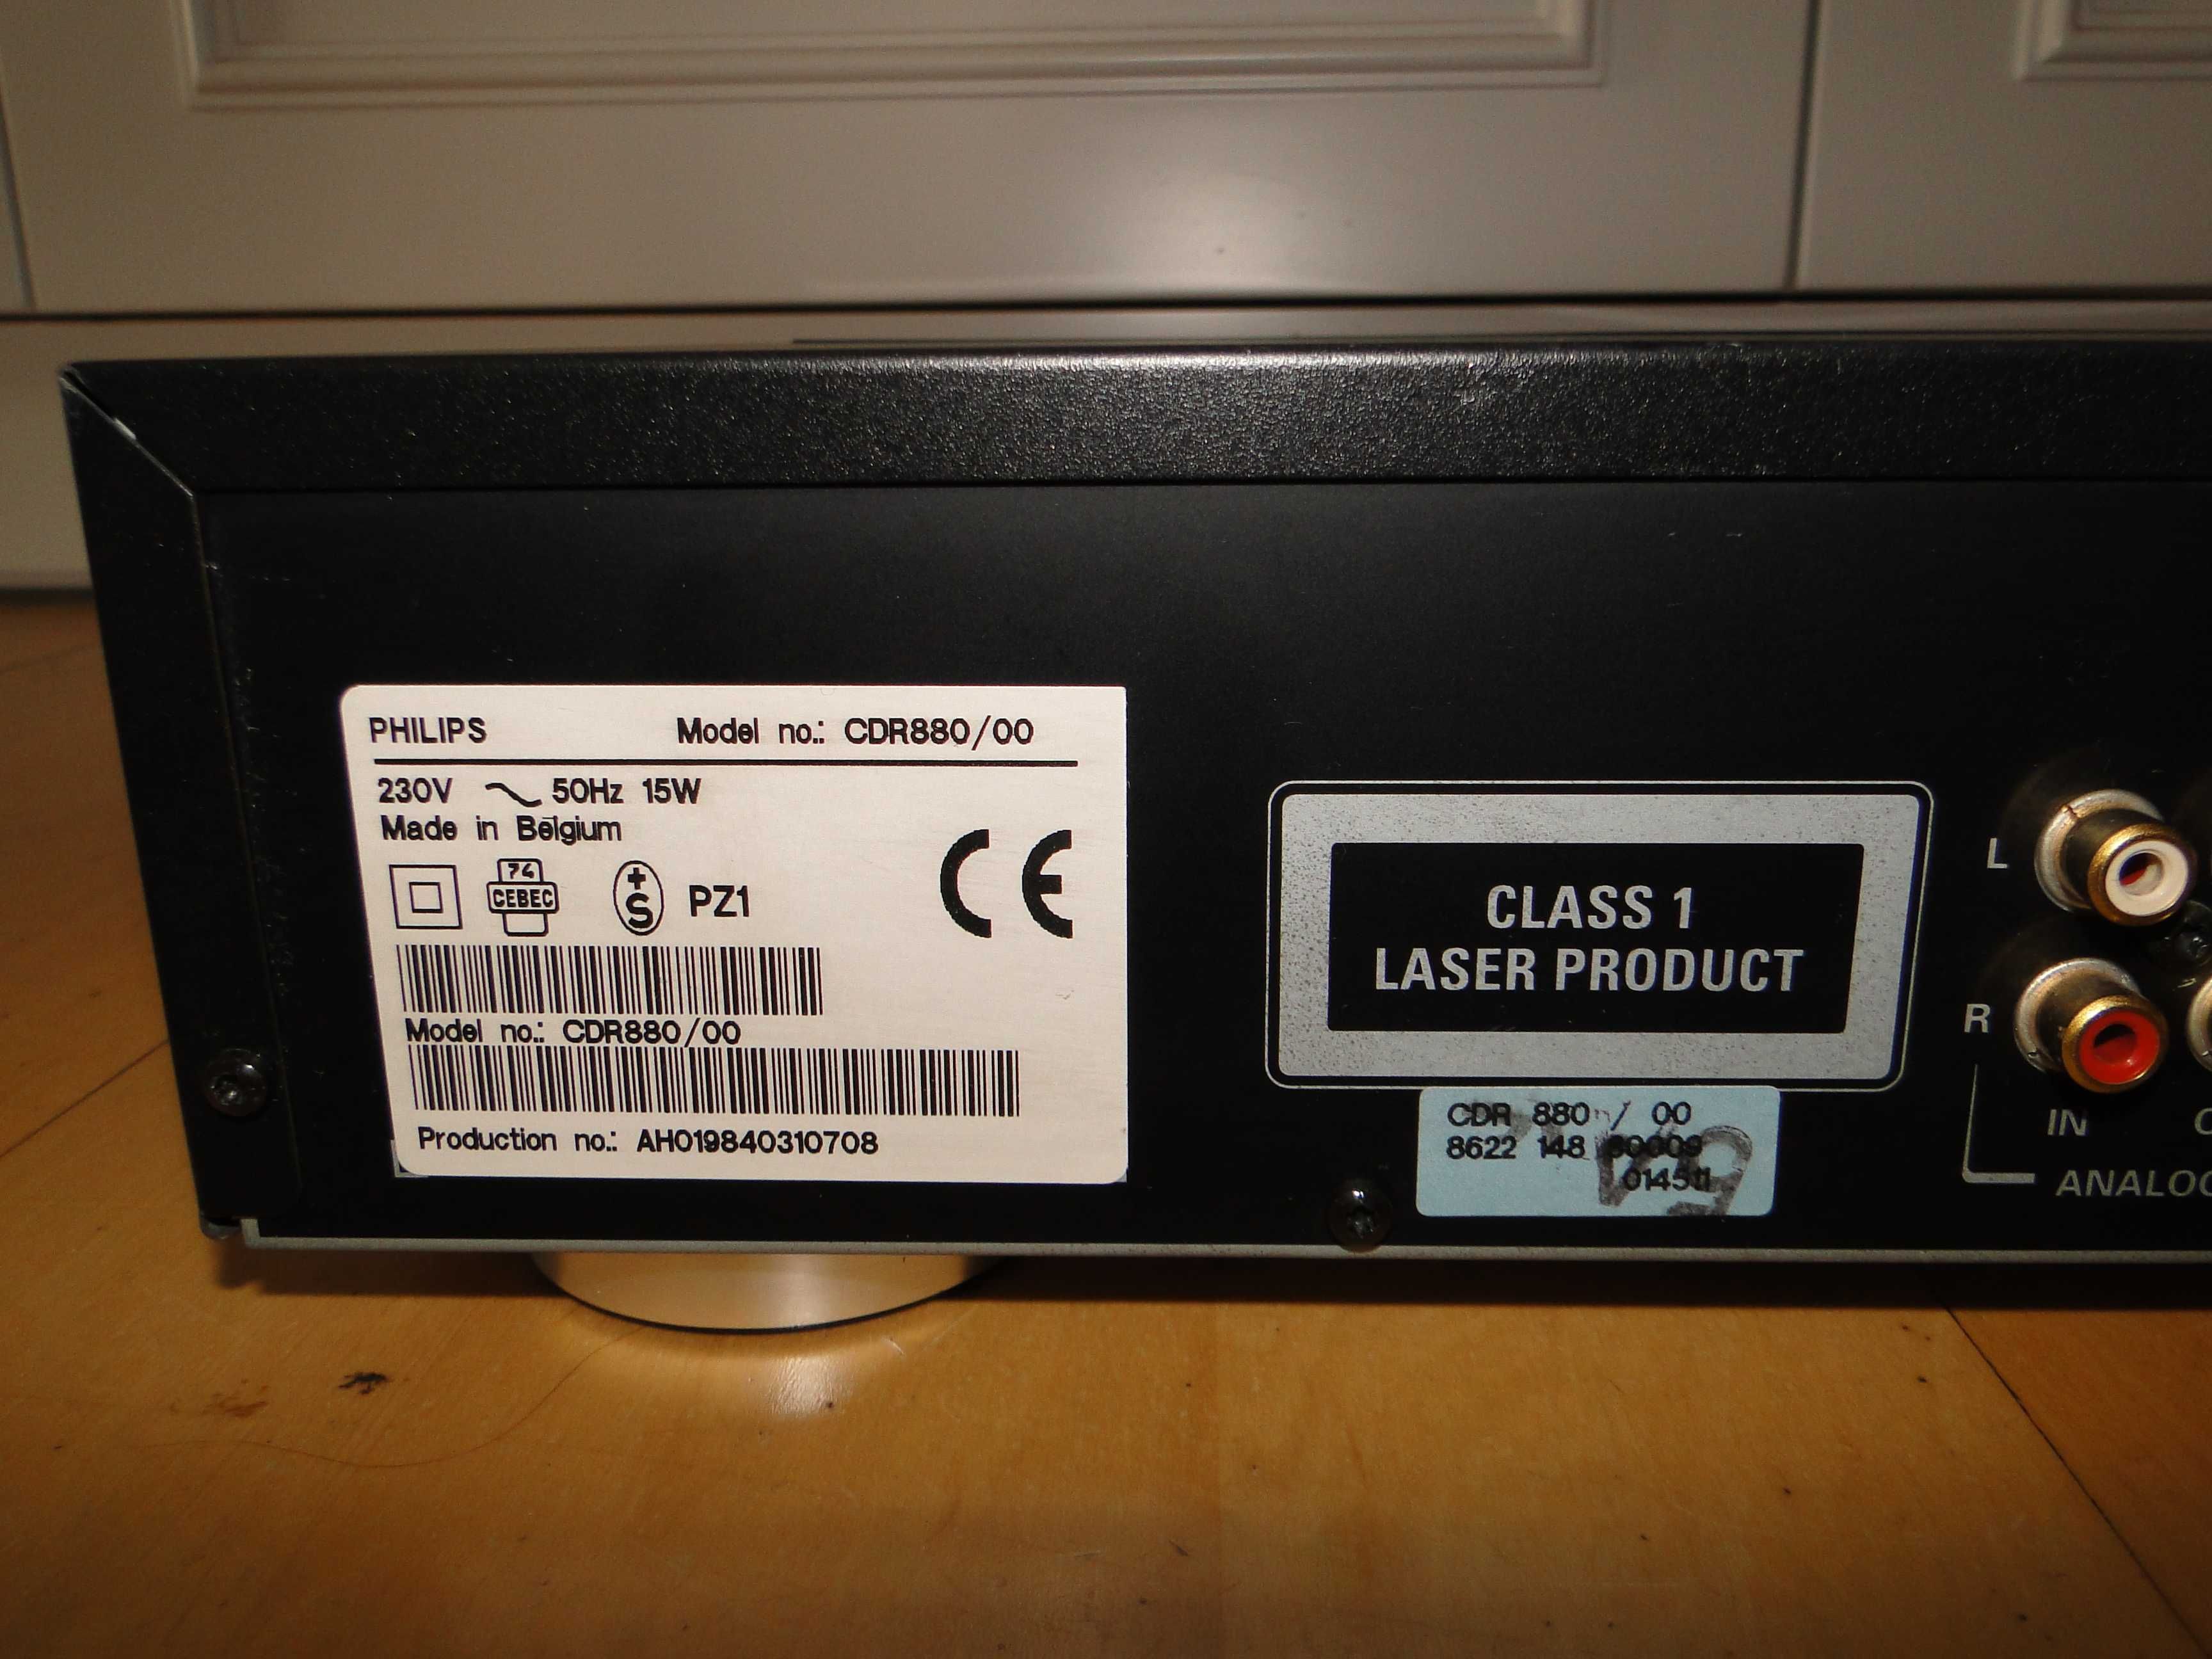 PHILIPS Model no.: CDR880/00
230V 50Hz 15W
Made in Belgium
74
CEBEC
+
S
PZ1
CE
Model no.: CDR880/00
Production no.: AH019840310708
CLASS 1
LASER PRODUCT
CDR 880 / 00
8622 148
L
R
IN
ANALO